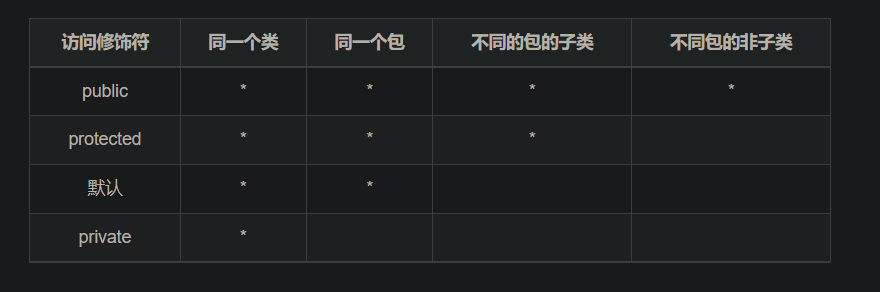 访问修饰符 同一个类 同一个包 不同的包的子类 不同包的非子类
public * * * *
protected * * *
默认 * *
private *